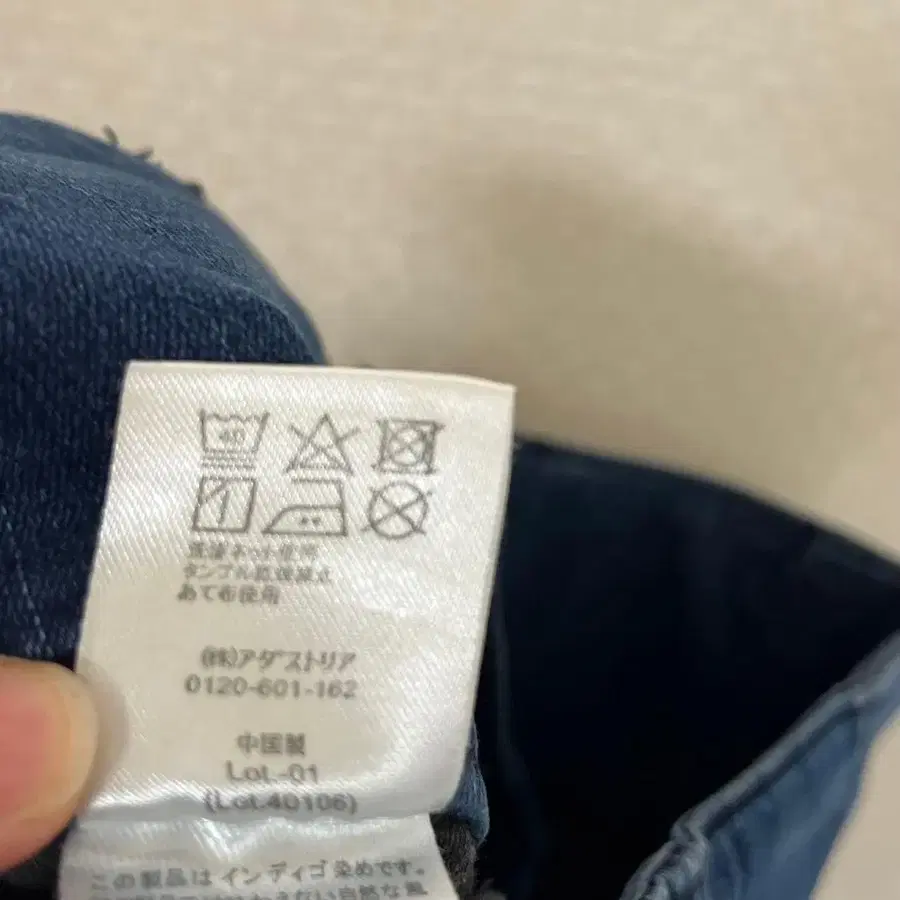 40
洗濯ネット使用
タンブル乾燥禁止
あて布使用
(株)アダストリア
0120-601-162
中国製
Lot.-01
(Lot.40106)
この製品はインディゴ染めです。